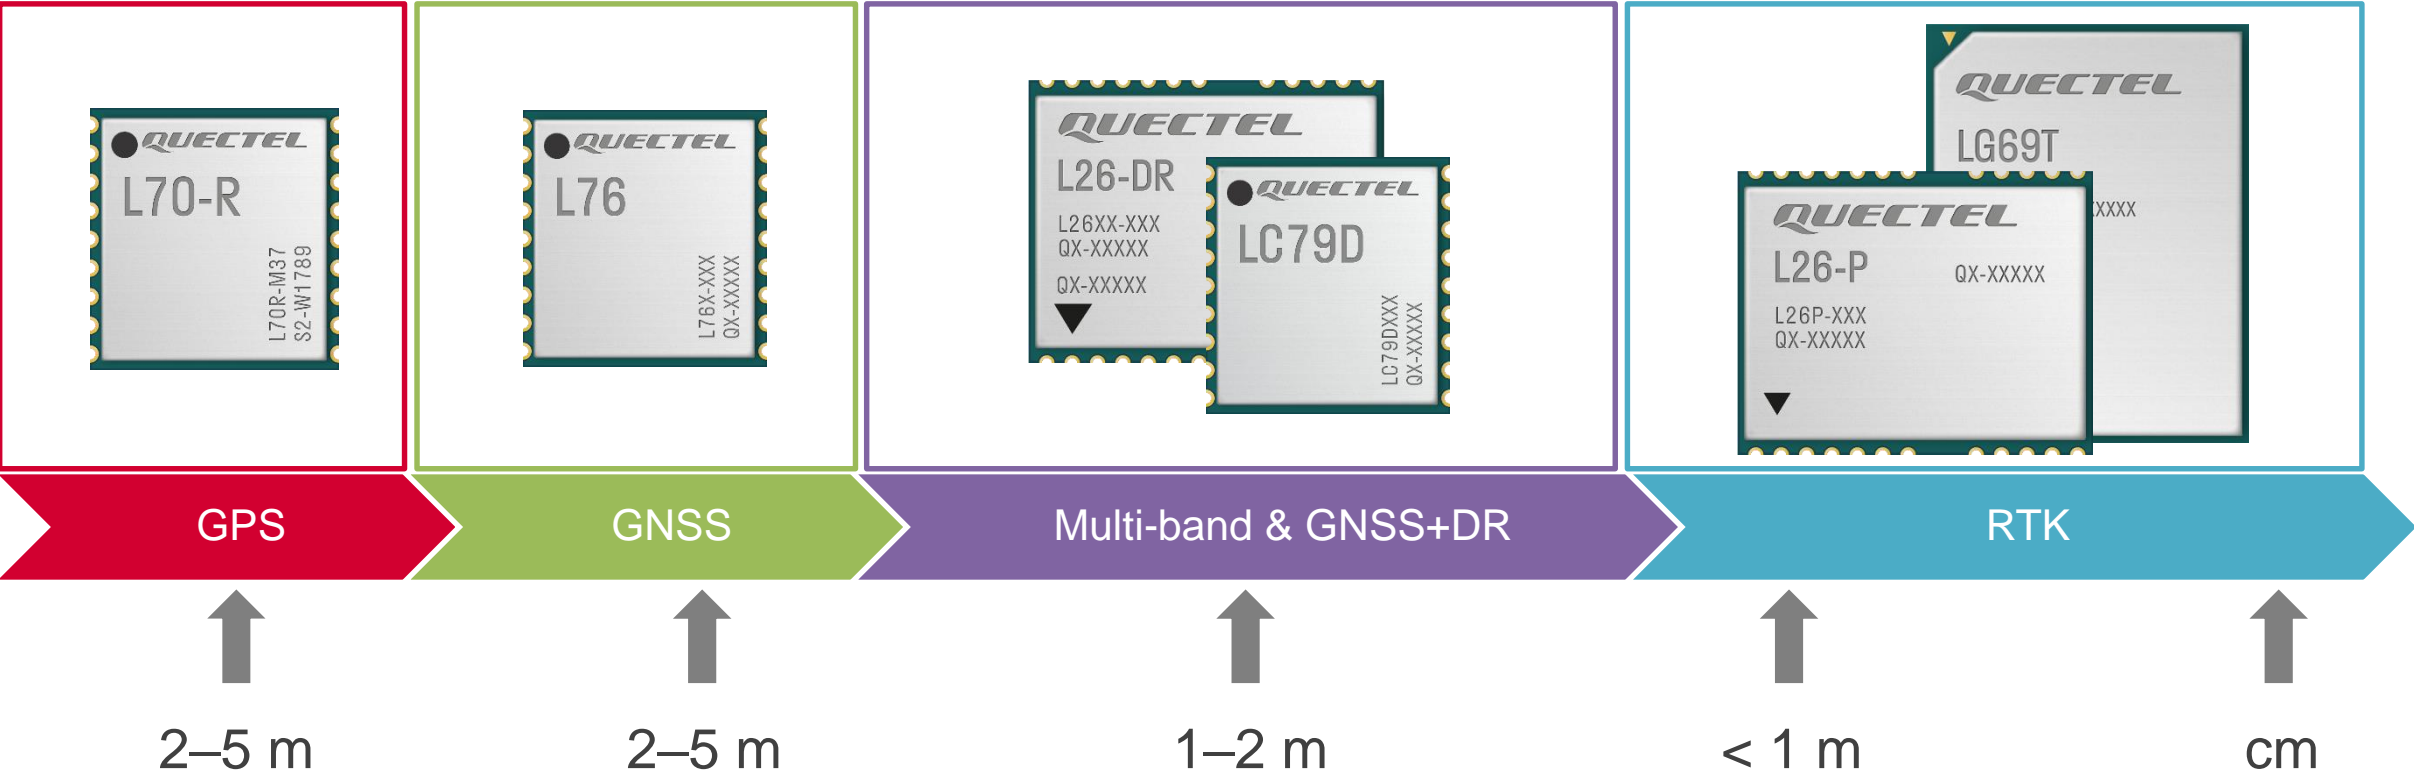 QUECTEL
L70-R
L70R-M37
S2-W1789
QUECTEL
L76
L76X-XXX
QX-XXXXX
QUECTEL
L26-DR
L26XX-XXX
QX-XXXXX
QX-XXXXX
QUECTEL
LC79D
LC79DXXX
QX-XXXXX
QUECTEL
LG69T
XXXXX
QUECTEL
L26-P
QX-XXXXX
L26P-XXX
QX-XXXXX
GPS
GNSS
Multi-band & GNSS+DR
RTK
2–5 m
2–5 m
1–2 m
< 1 m
cm